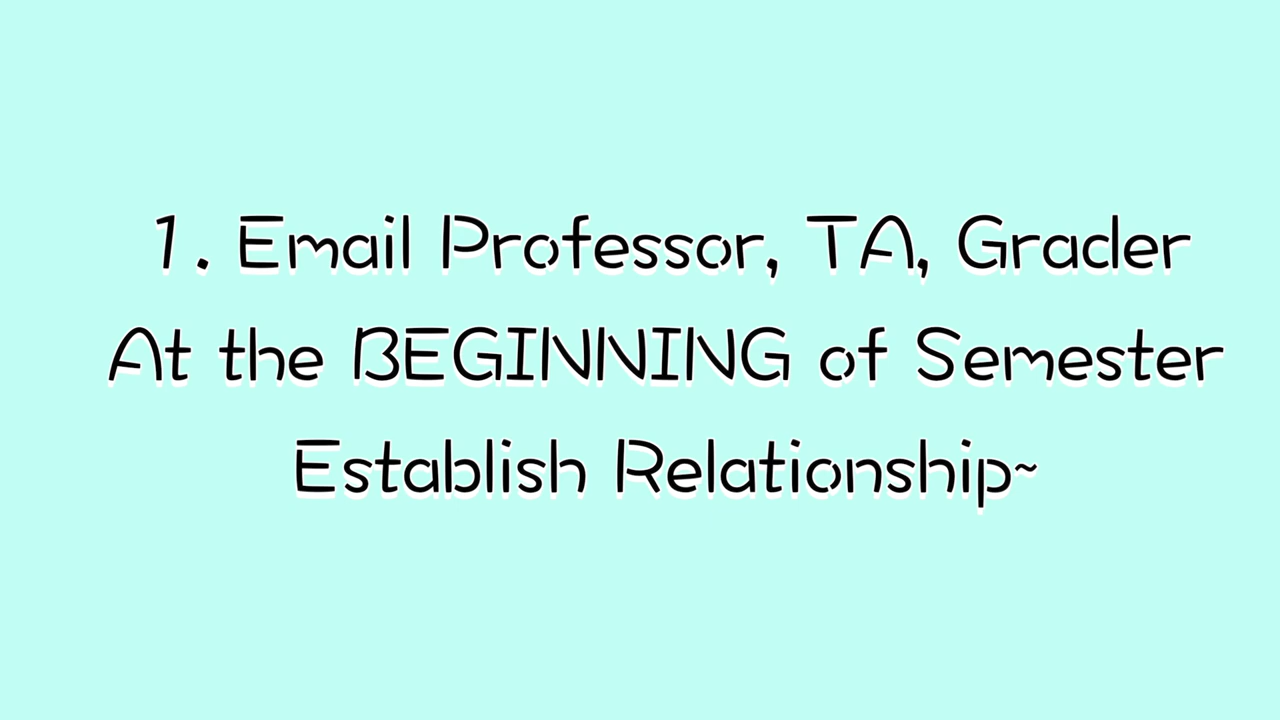 1. Email Professor, TA, Grader
At the BEGINNING of Semester
Establish Relationship~